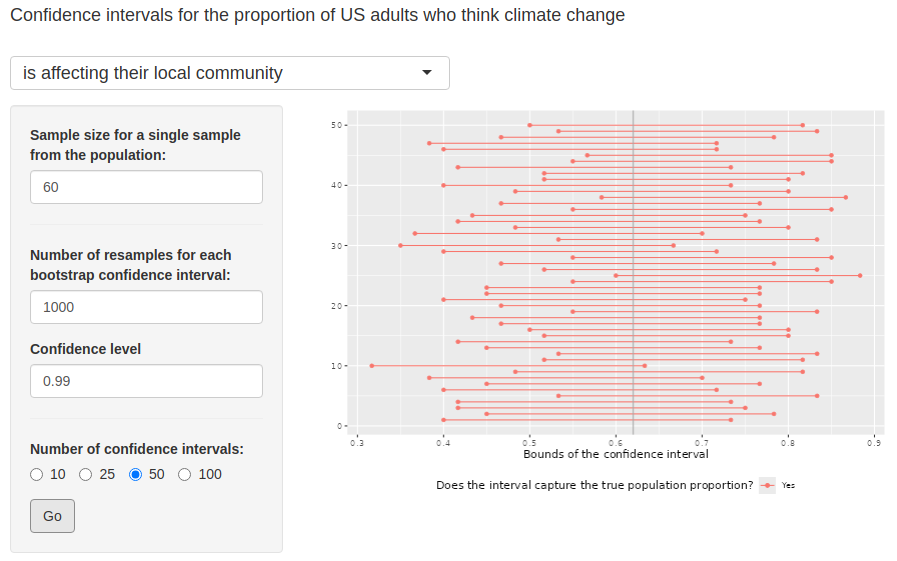 Confidence intervals for the proportion of US adults who think climate change
is affecting their local community
Sample size for a single sample
from the population:
60
Number of resamples for each
bootstrap confidence interval:
1000
Confidence level
0.99
Number of confidence intervals:
10 25 50 100
Go
50
40
30
20
10
0
0.3 0.4 0.5 0.6 0.7 0.8 0.9
Bounds of the confidence interval
Does the interval capture the true population proportion? Yes